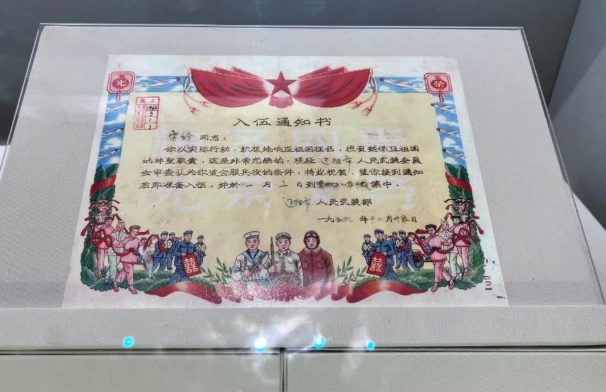 光
荣
入伍通知书
同志:
你以实际行动,积极地响应祖国征召,担负起保卫祖国
的神圣职责,这是非常光荣的。现经 人民武装委员
会审查认为你适合服兵役的条件,特此祝贺,望你接到通知
后即准备入伍,并于一月二日到 集中。
人民武装部
一九 年十二月 日